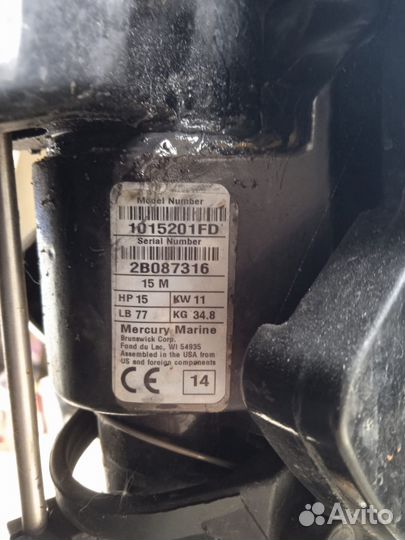 Model Number
1015201FD
Serial Number
2B087316
15 M
HP 15 KW 11
LB 77 KG 34.8
Mercury Marine
Brunswick Corp.
Fond du Lac, WI 54935
Assembled in the USA from
US and foreign components
CE 14
Avito